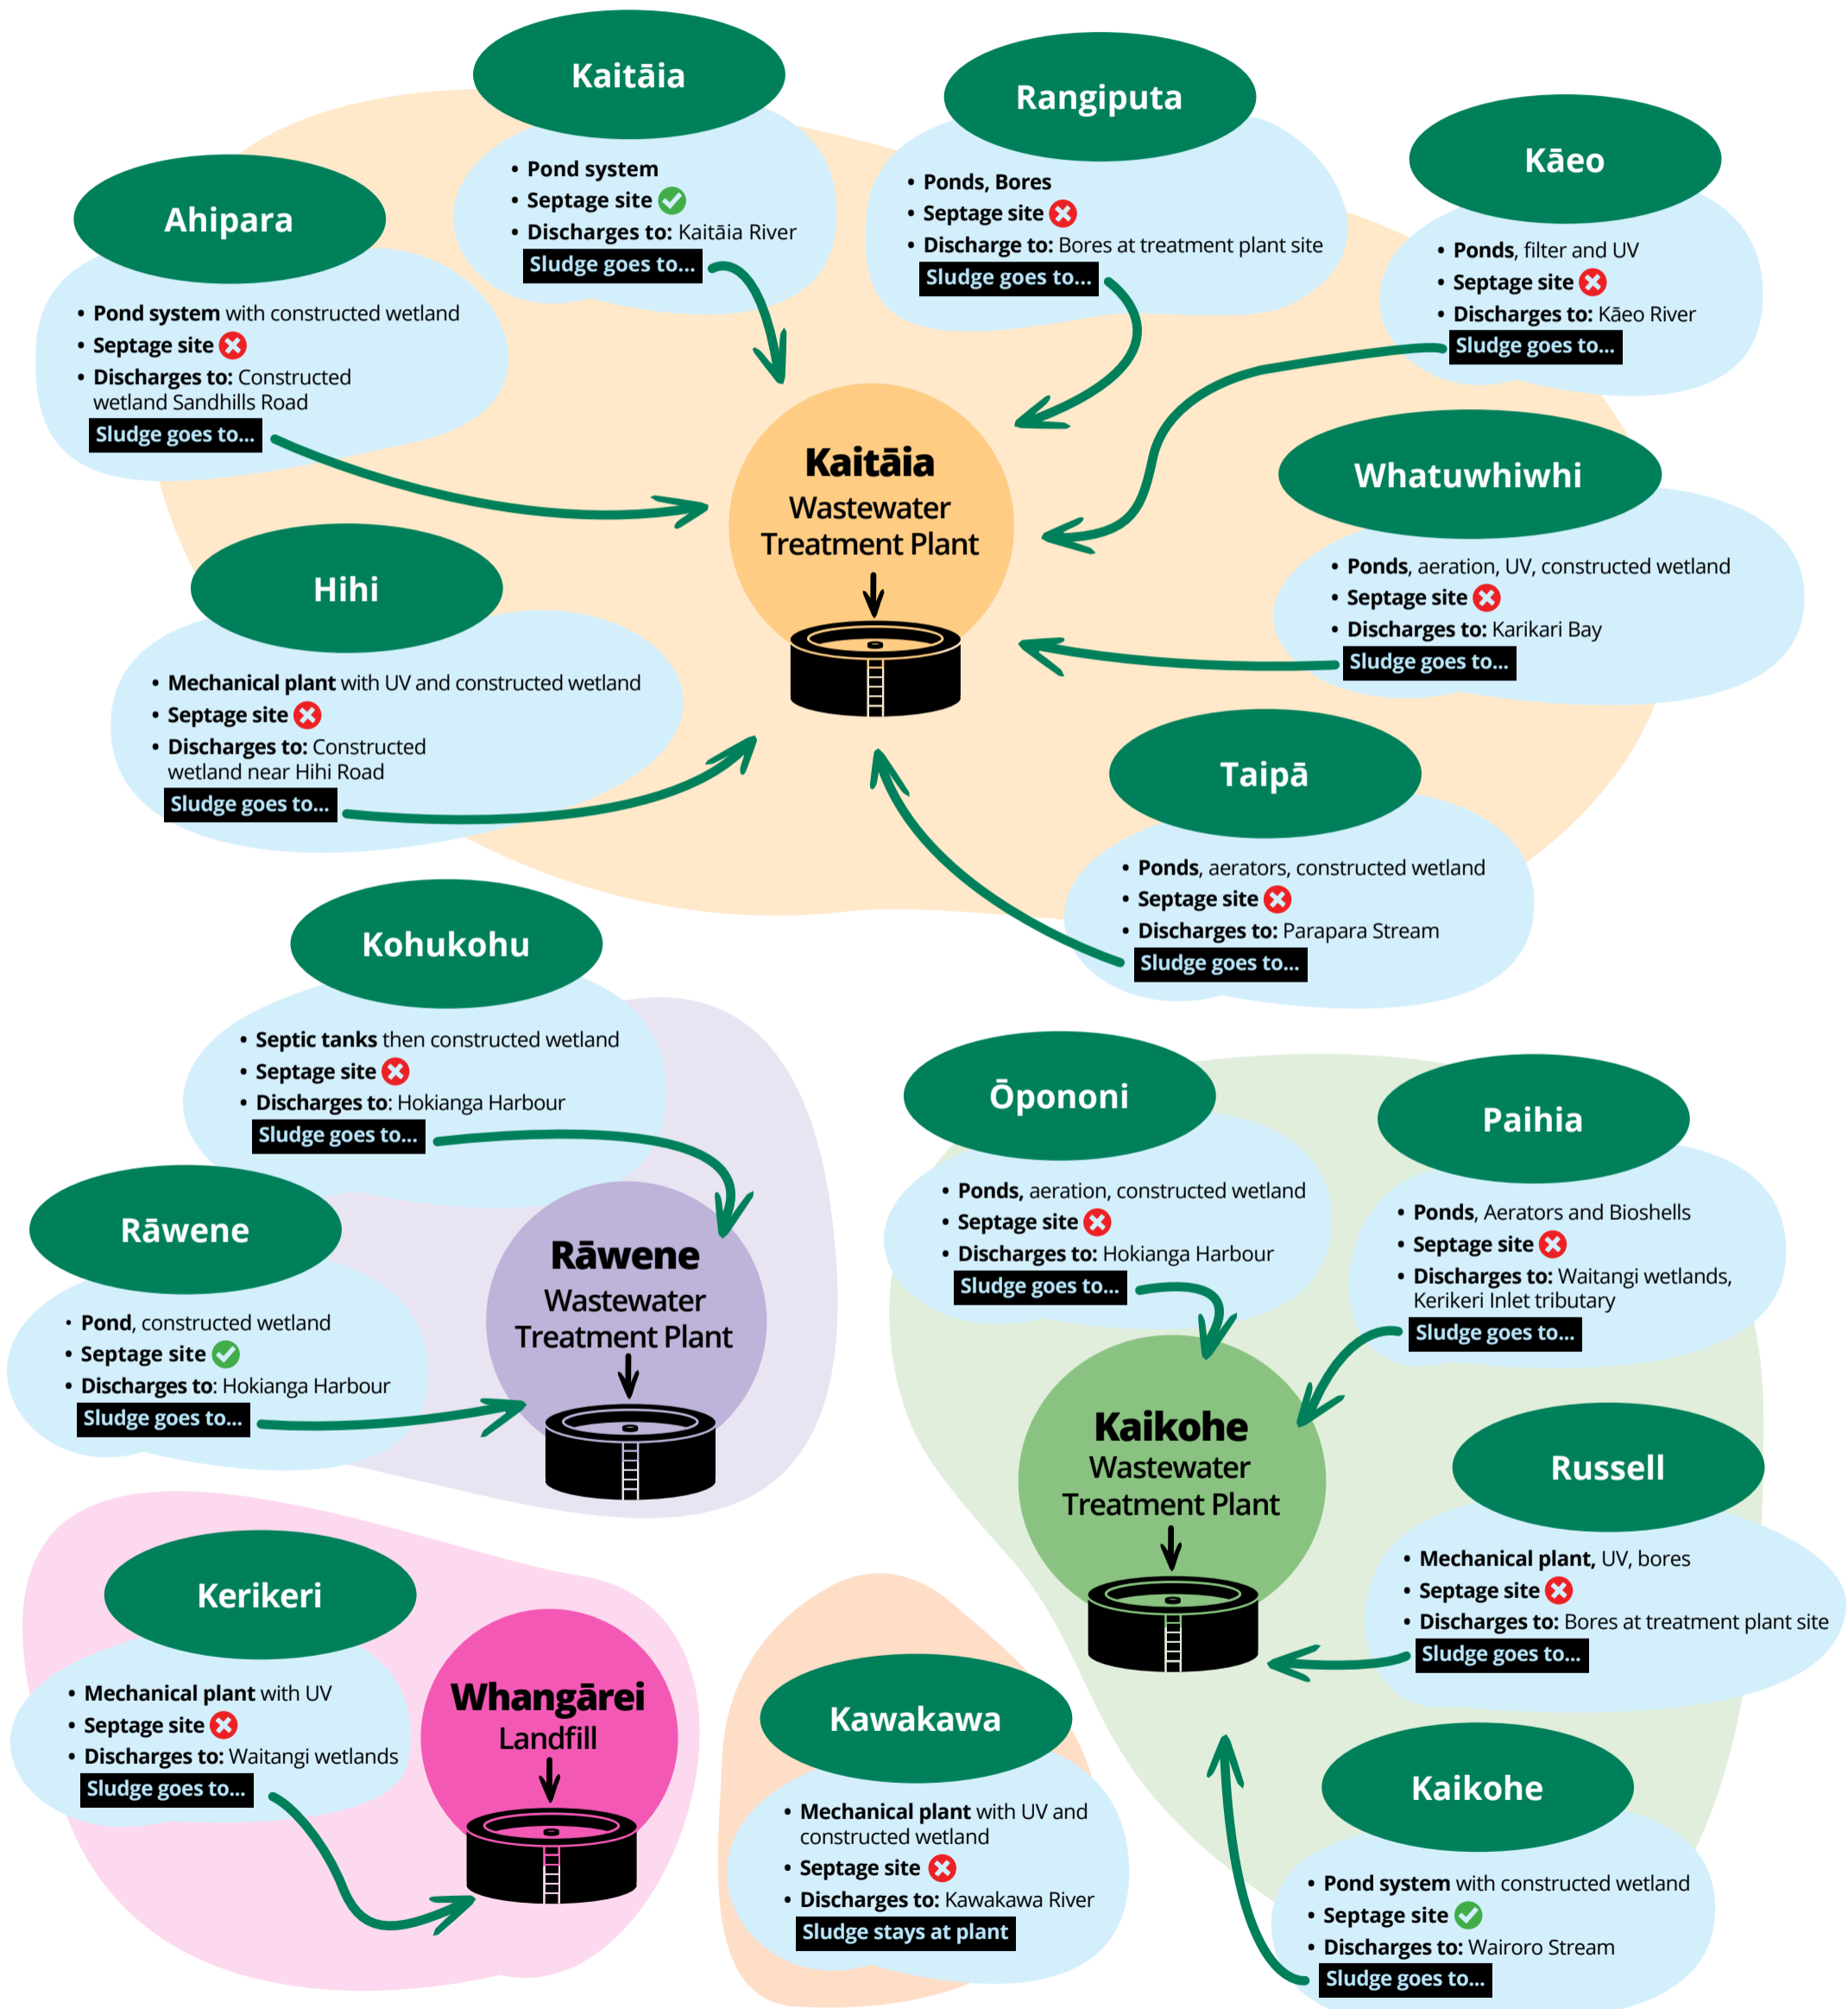 Kaitāia
• Pond system
• Septage site
• Discharges to: Kaitāia River
Sludge goes to...
Rangiputa
• Ponds, Bores
• Septage site
• Discharge to: Bores at treatment plant site
Sludge goes to...
Kāeo
• Ponds, filter and UV
• Septage site
• Discharges to: Kāeo River
Sludge goes to...
Ahipara
• Pond system with constructed wetland
• Septage site
• Discharges to: Constructed
wetland Sandhills Road
Sludge goes to...
Kaitāia
Wastewater
Treatment Plant
Whatuwhiwhi
• Ponds, aeration, UV, constructed wetland
• Septage site
• Discharges to: Karikari Bay
Sludge goes to...
Hihi
• Mechanical plant with UV and constructed wetland
• Septage site
• Discharges to: Constructed
wetland near Hihi Road
Sludge goes to...
Taipā
• Ponds, aerators, constructed wetland
• Septage site
• Discharges to: Parapara Stream
Sludge goes to...
Kohukohu
• Septic tanks then constructed wetland
• Septage site
• Discharges to: Hokianga Harbour
Sludge goes to...
Rāwene
• Pond, constructed wetland
• Septage site
• Discharges to: Hokianga Harbour
Sludge goes to...
Rāwene
Wastewater
Treatment Plant
Ōpononi
• Ponds, aeration, constructed wetland
• Septage site
• Discharges to: Hokianga Harbour
Sludge goes to...
Paihia
• Ponds, Aerators and Bioshells
• Septage site
• Discharges to: Waitangi wetlands,
Kerikeri Inlet tributary
Sludge goes to...
Kaikohe
Wastewater
Treatment Plant
Russell
• Mechanical plant, UV, bores
• Septage site
• Discharges to: Bores at treatment plant site
Sludge goes to...
Kerikeri
• Mechanical plant with UV
• Septage site
• Discharges to: Waitangi wetlands
Sludge goes to...
Whangārei
Landfill
Kawakawa
• Mechanical plant with UV and
constructed wetland
• Septage site
• Discharges to: Kawakawa River
Sludge stays at plant
Kaikohe
• Pond system with constructed wetland
• Septage site
• Discharges to: Wairoro Stream
Sludge goes to...